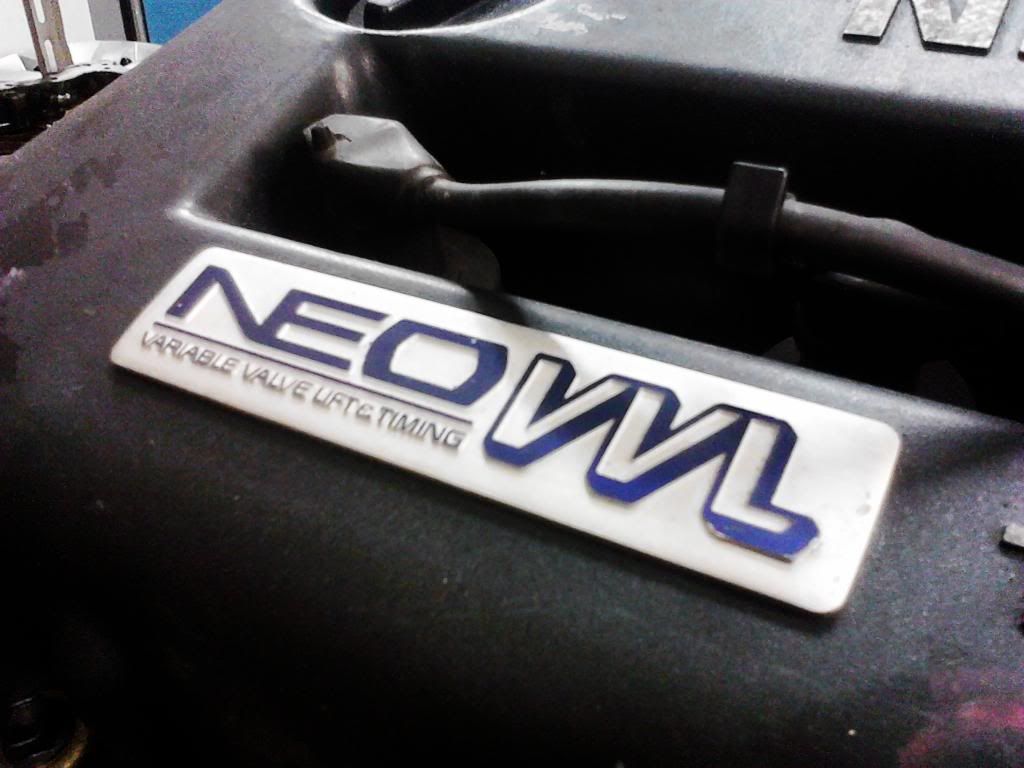 NEO VVL
VARIABLE VALVE LIFT & TIMING